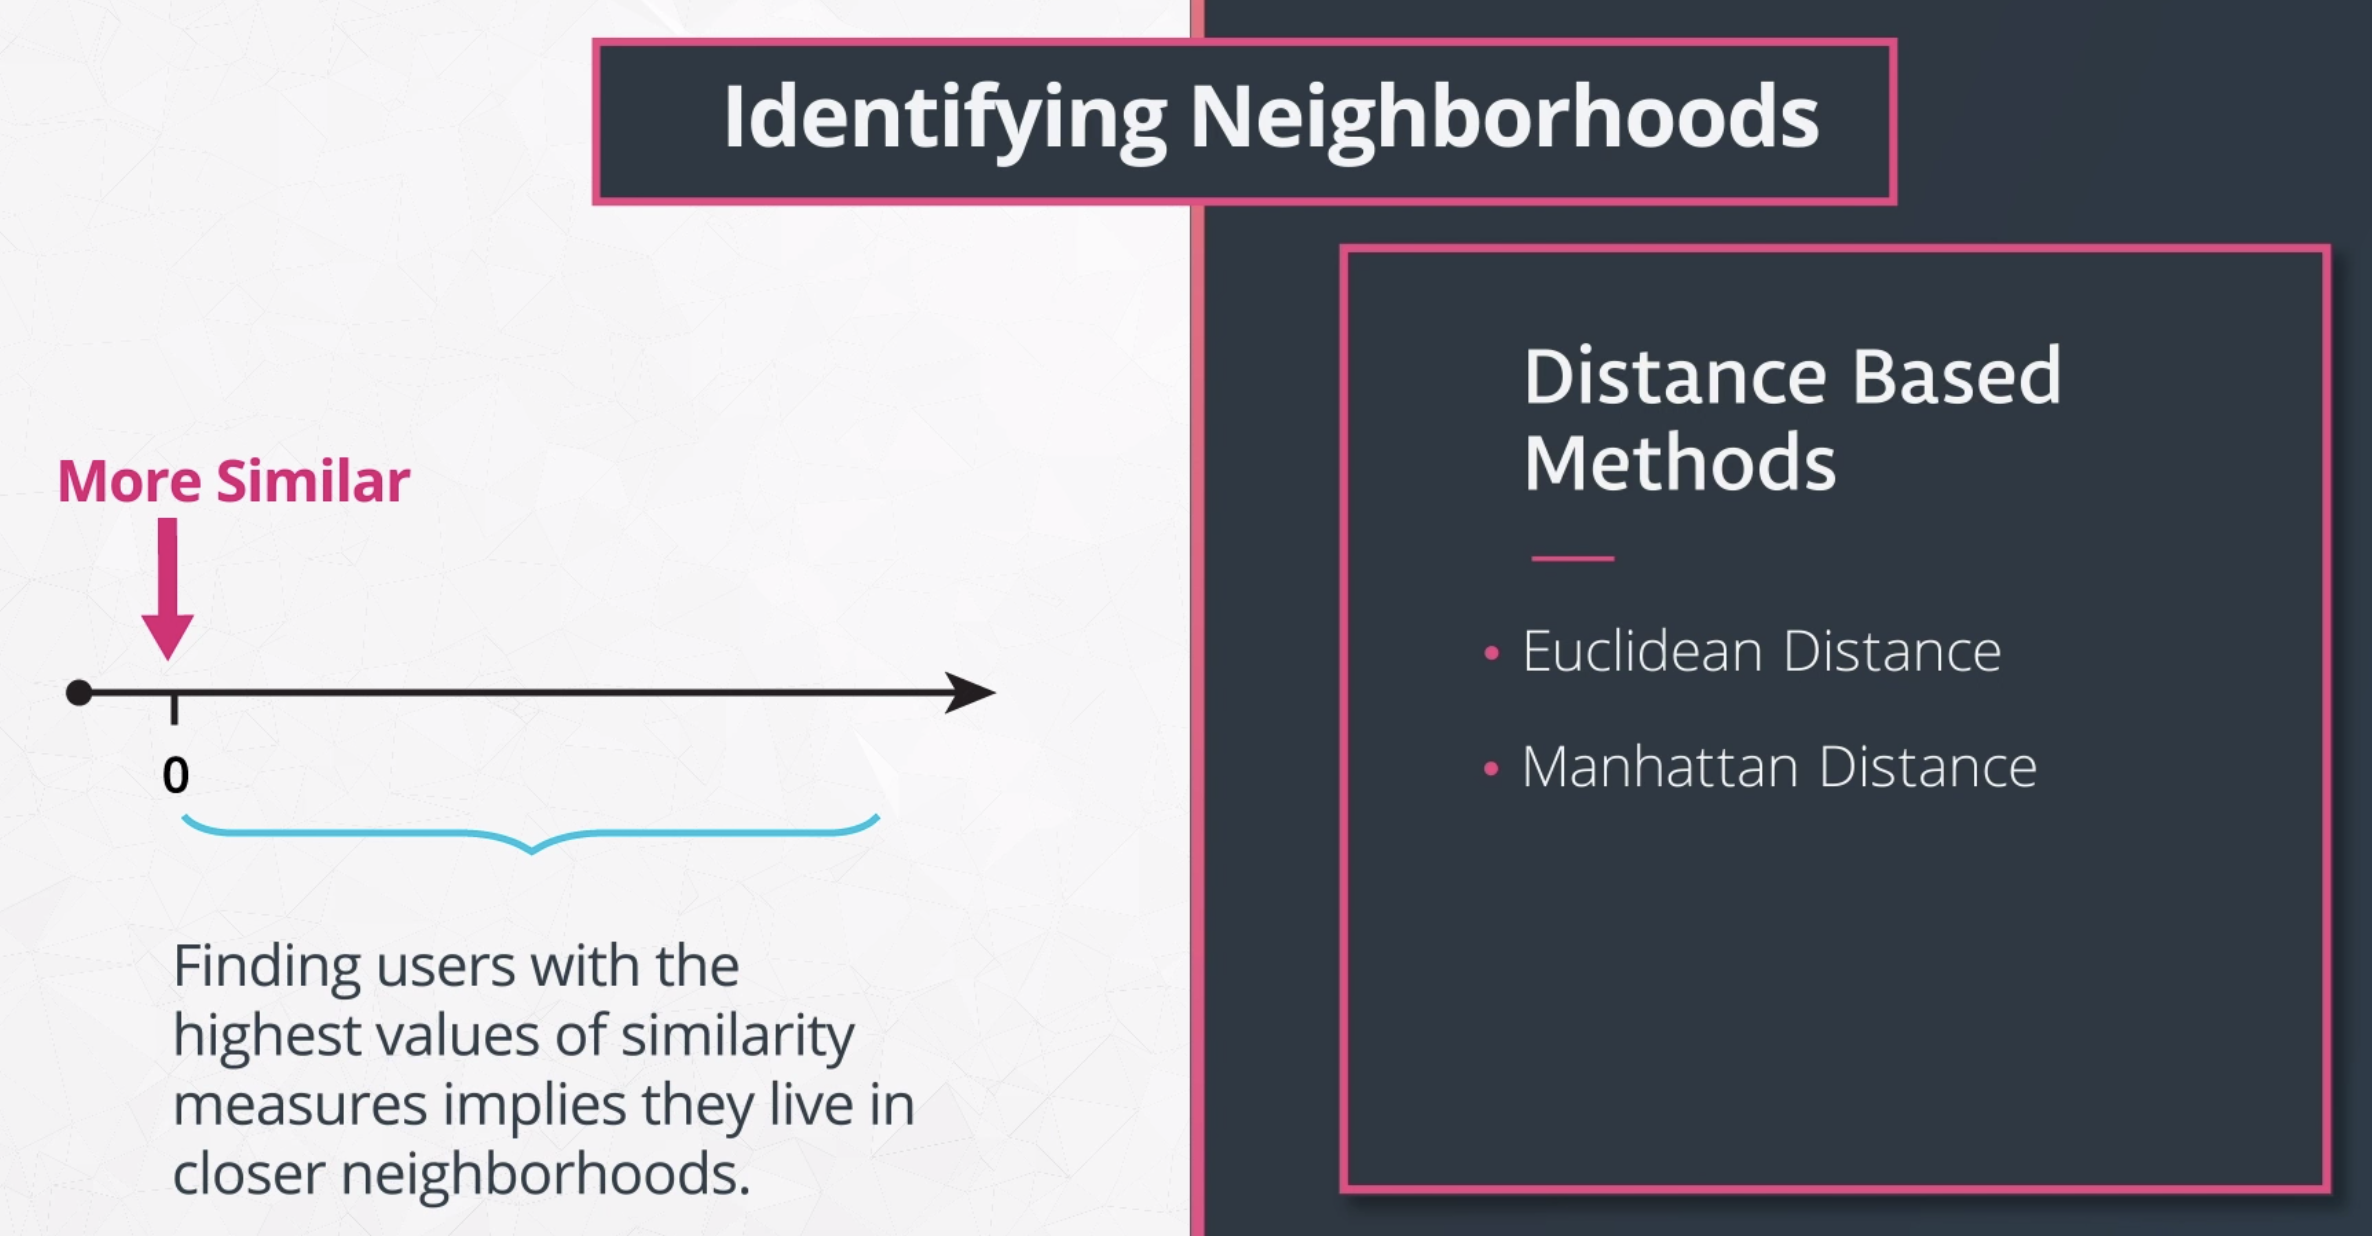 Identifying Neighborhoods
More Similar
0
Finding users with the
highest values of similarity
measures implies they live in
closer neighborhoods.
Distance Based
Methods
• Euclidean Distance
• Manhattan Distance